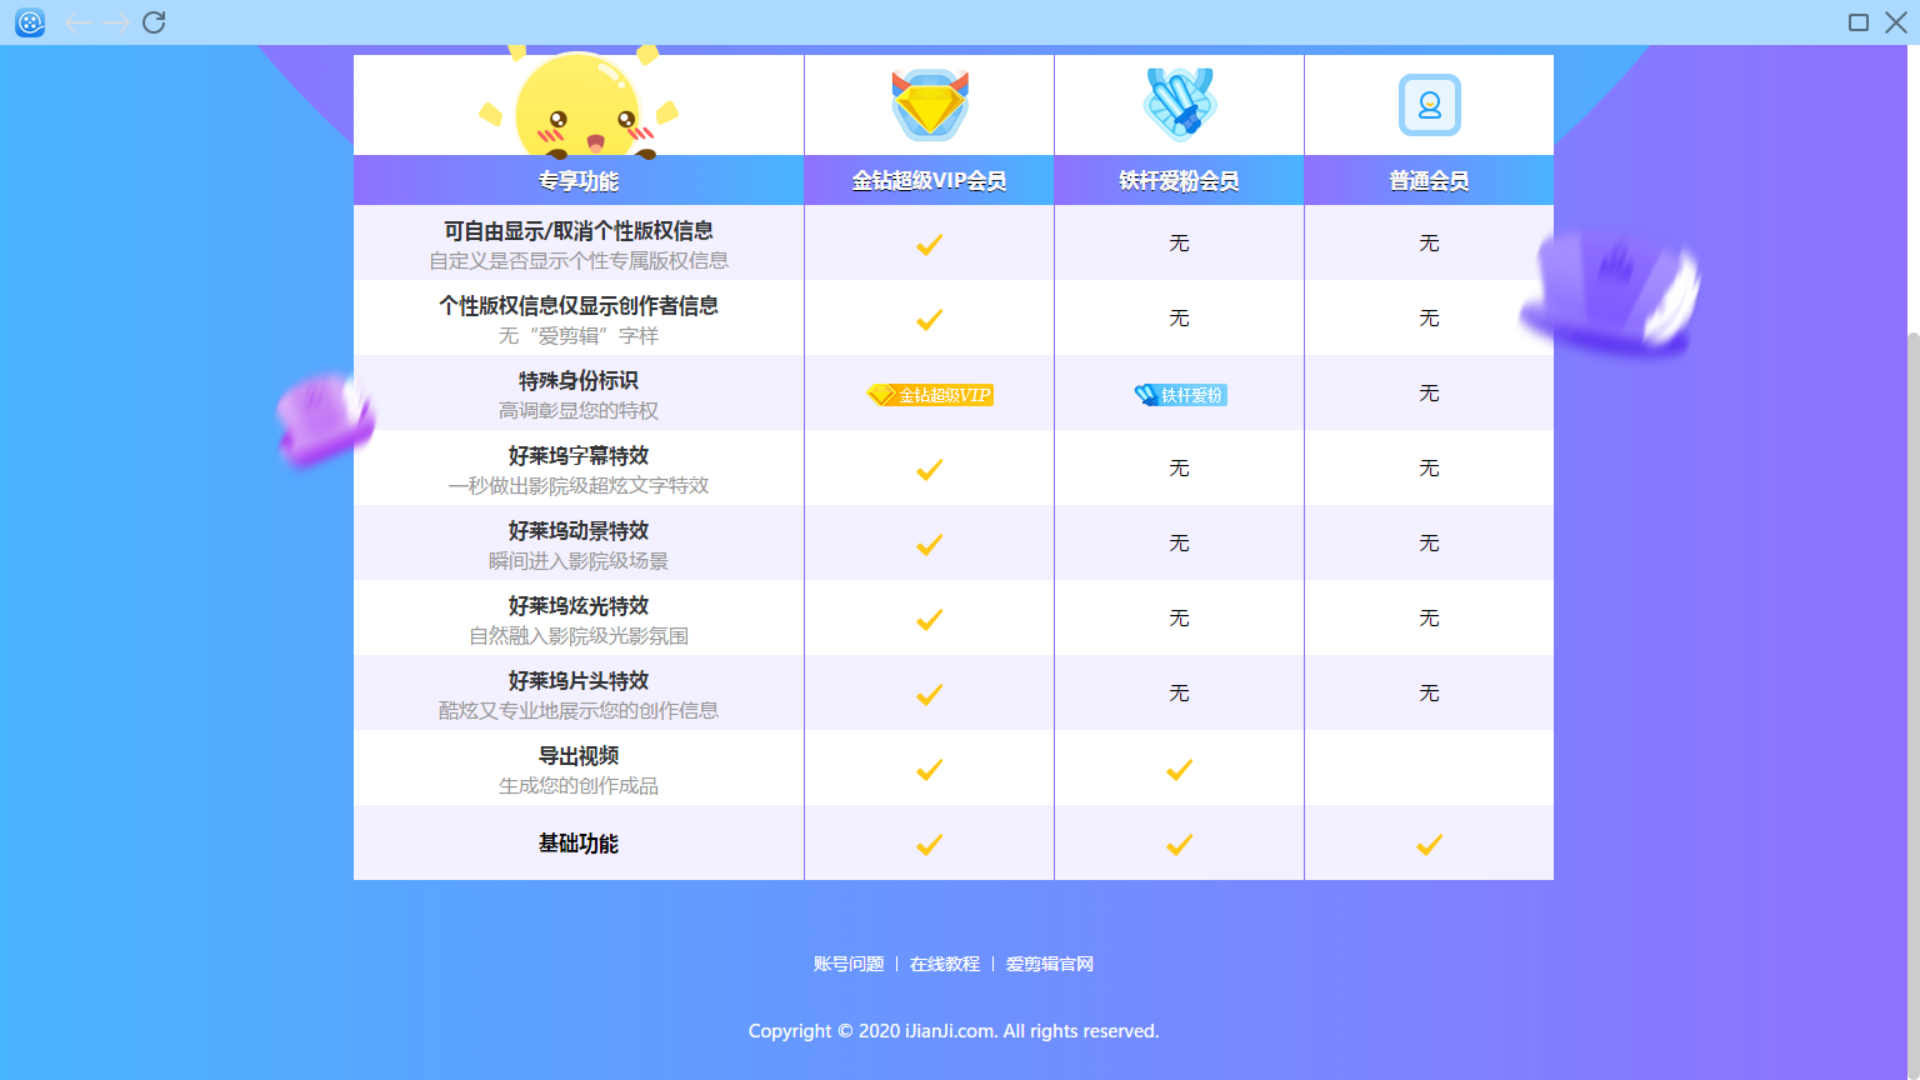 专享功能 金钻超级VIP会员 铁杆爱粉会员 普通会员
可自由显示/取消个性版权信息
自定义是否显示个性专属版权信息
无 无
个性版权信息仅显示创作者信息
无“爱剪辑”字样
无 无
特殊身份标识
高调彰显您的特权
金钻超级VIP 铁杆爱粉 无
好莱坞字幕特效
一秒做出影院级超炫文字特效
无 无
好莱坞动景特效
瞬间进入影院级场景
无 无
好莱坞炫光特效
自然融入影院级光影氛围
无 无
好莱坞片头特效
酷炫又专业地展示您的创作信息
无 无
导出视频
生成您的创作成品
基础功能
账号问题 | 在线教程 | 爱剪辑官网
Copyright © 2020 iJianJi.com. All rights reserved.